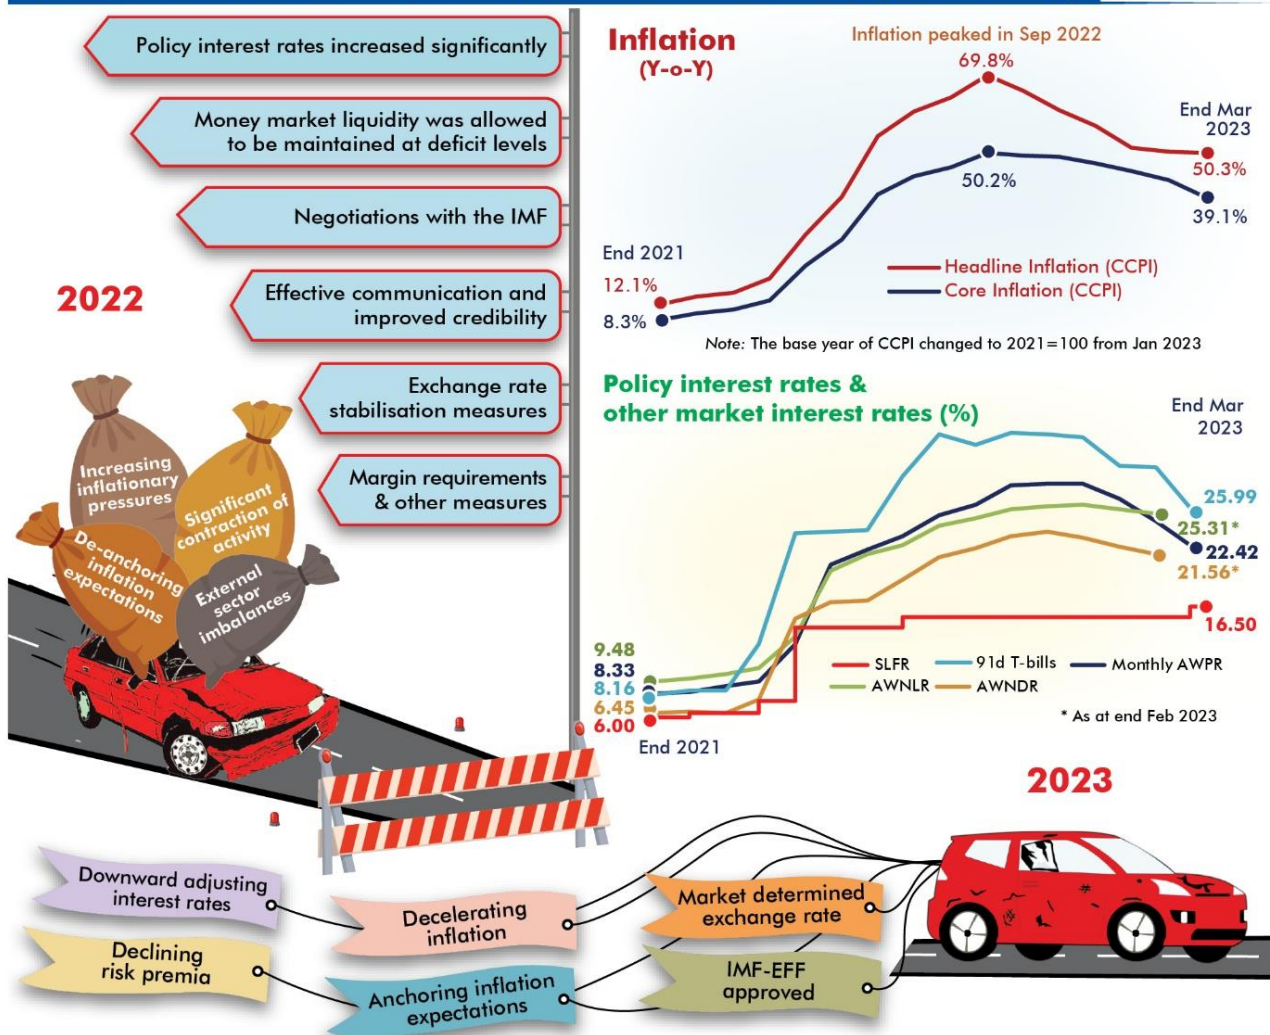 Policy interest rates increased significantly
Money market liquidity was allowed
to be maintained at deficit levels
Negotiations with the IMF
Effective communication and
improved credibility
Exchange rate
stabilisation measures
Margin requirements
& other measures
2022
Increasing
inflationary
pressures
Significant
contraction of
activity
De-anchoring
inflation
expectations
External
sector
imbalances
Inflation
(Y-o-Y)
Inflation peaked in Sep 2022
69.8%
End Mar
2023
50.3%
50.2%
39.1%
End 2021
12.1%
8.3%
Headline Inflation (CCPI)
Core Inflation (CCPI)
Note: The base year of CCPI changed to 2021=100 from Jan 2023
Policy interest rates &
other market interest rates (%)
End Mar
2023
25.99
25.31*
22.42
21.56*
16.50
9.48
8.33
8.16
6.45
6.00
End 2021
SLFR
91d T-bills
Monthly AWPR
AWNLR
AWNDR
* As at end Feb 2023
2023
Downward adjusting
interest rates
Decelerating
inflation
Market determined
exchange rate
Declining
risk premia
Anchoring inflation
expectations
IMF-EFF
approved